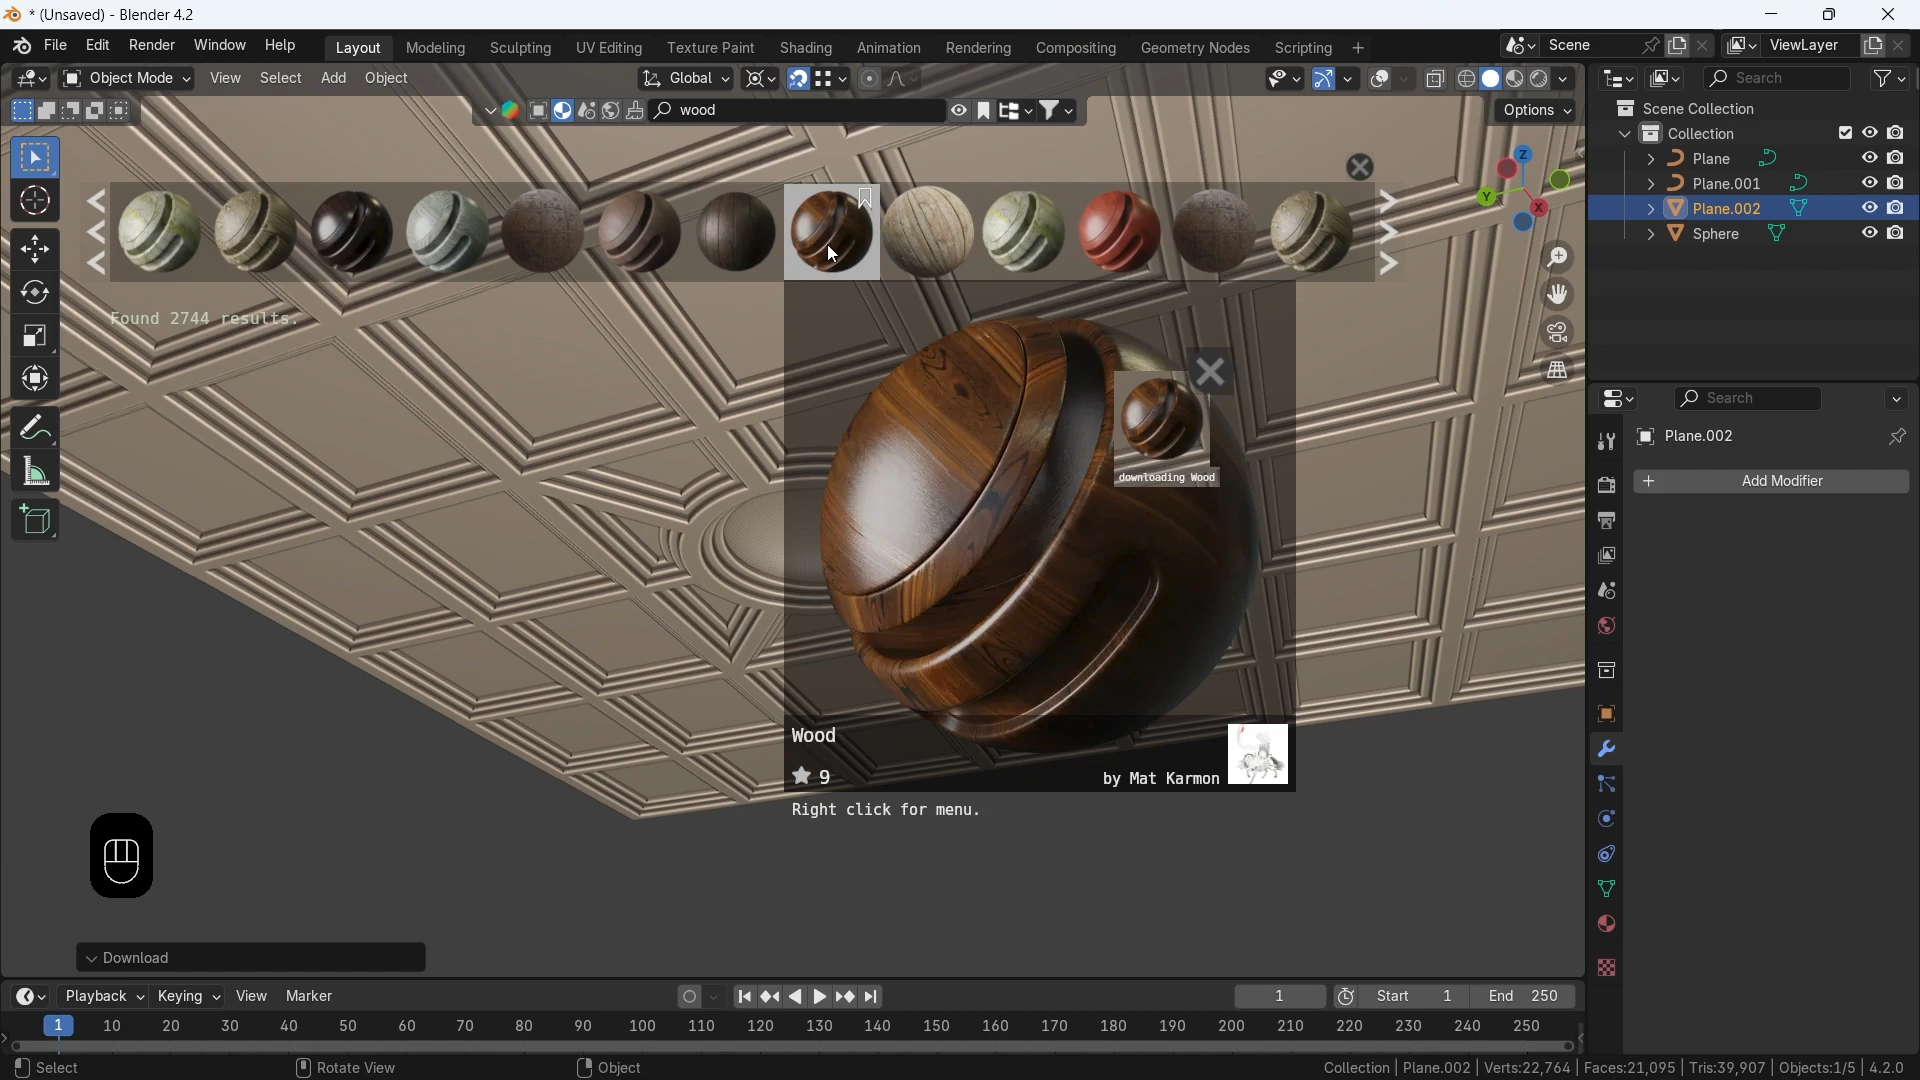 * (Unsaved) - Blender 4.2
File Edit Render Window Help
Layout Modeling Sculpting UV Editing Texture Paint Shading Animation Rendering Compositing Geometry Nodes Scripting +
Scene
ViewLayer
Object Mode View Select Add Object
Global
Search
wood
Options
Scene Collection
Collection
Plane
Plane.001
Plane.002
Sphere
Z
Y
X
Found 2744 results.
Search
Plane.002
+ Add Modifier
downloading Wood
Wood
9
by Mat Karmon
Right click for menu.
Download
Playback Keying View Marker
1
Start 1
End 250
1 10 20 30 40 50 60 70 80 90 100 110 120 130 140 150 160 170 180 190 200 210 220 230 240 250
Select
Rotate View
Object
Collection | Plane.002 | Verts:22,764 | Faces:21,095 | Tris:39,907 | Objects:1/5 | 4.2.0